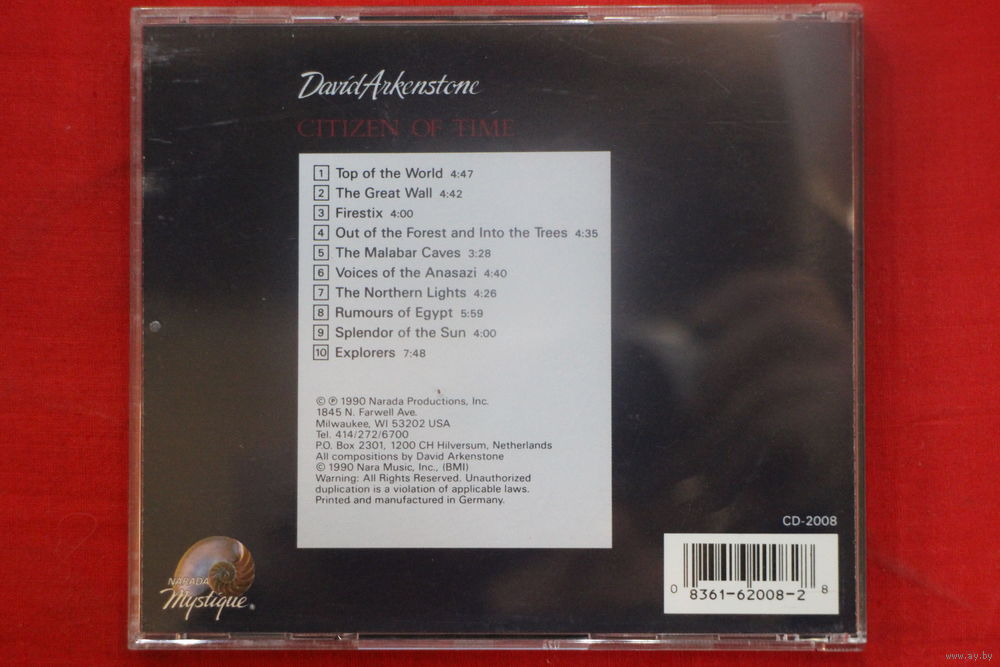 David Arkenstone
CITIZEN OF TIME
1 Top of the World 4:47
2 The Great Wall 4:42
3 Firestix 4:00
4 Out of the Forest and Into the Trees 4:35
5 The Malabar Caves 3:28
6 Voices of the Anasazi 4:40
7 The Northern Lights 4:26
8 Rumours of Egypt 5:59
9 Splendor of the Sun 4:00
10 Explorers 7:48
© ℗ 1990 Narada Productions, Inc.
1845 N. Farwell Ave.
Milwaukee, WI 53202 USA
Tel. 414/272/6700
P.O. Box 2301, 1200 CH Hilversum, Netherlands
All compositions by David Arkenstone
© 1990 Nara Music, Inc., (BMI)
Warning: All Rights Reserved. Unauthorized
duplication is a violation of applicable laws.
Printed and manufactured in Germany.
CD-2008
0 8361-62008-2 8
NARADA
Mystique®
www.ay.by